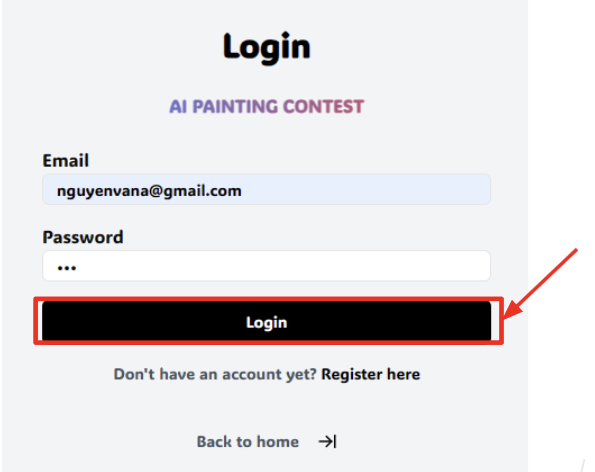 Login
AI PAINTING CONTEST
Email
nguyenvana@gmail.com
Password
•••
Login
Don't have an account yet? Register here
Back to home